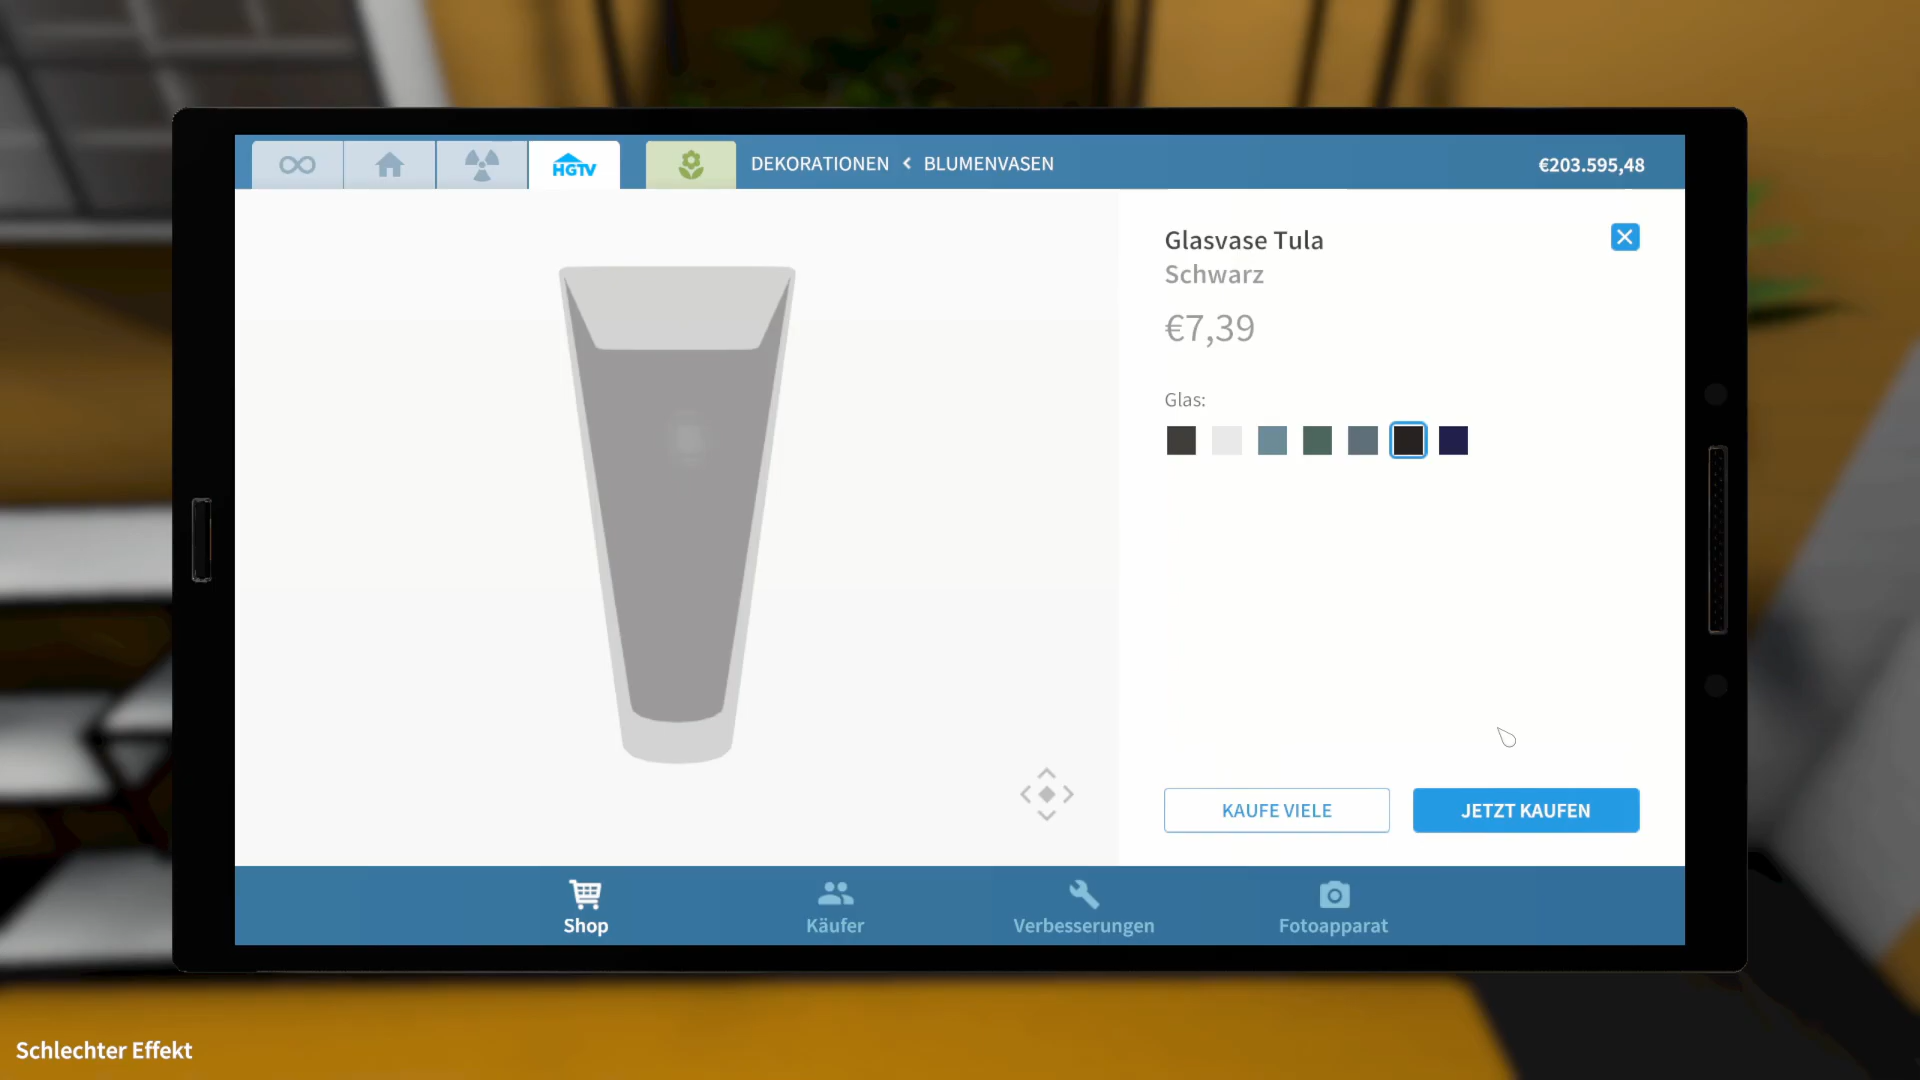 HGTV
DEKORATIONEN < BLUMENVASEN
€203.595,48
Glasvase Tula
Schwarz
€7,39
Glas:
KAUFE VIELE
JETZT KAUFEN
Shop
Käufer
Verbesserungen
Fotoapparat
Schlechter Effekt